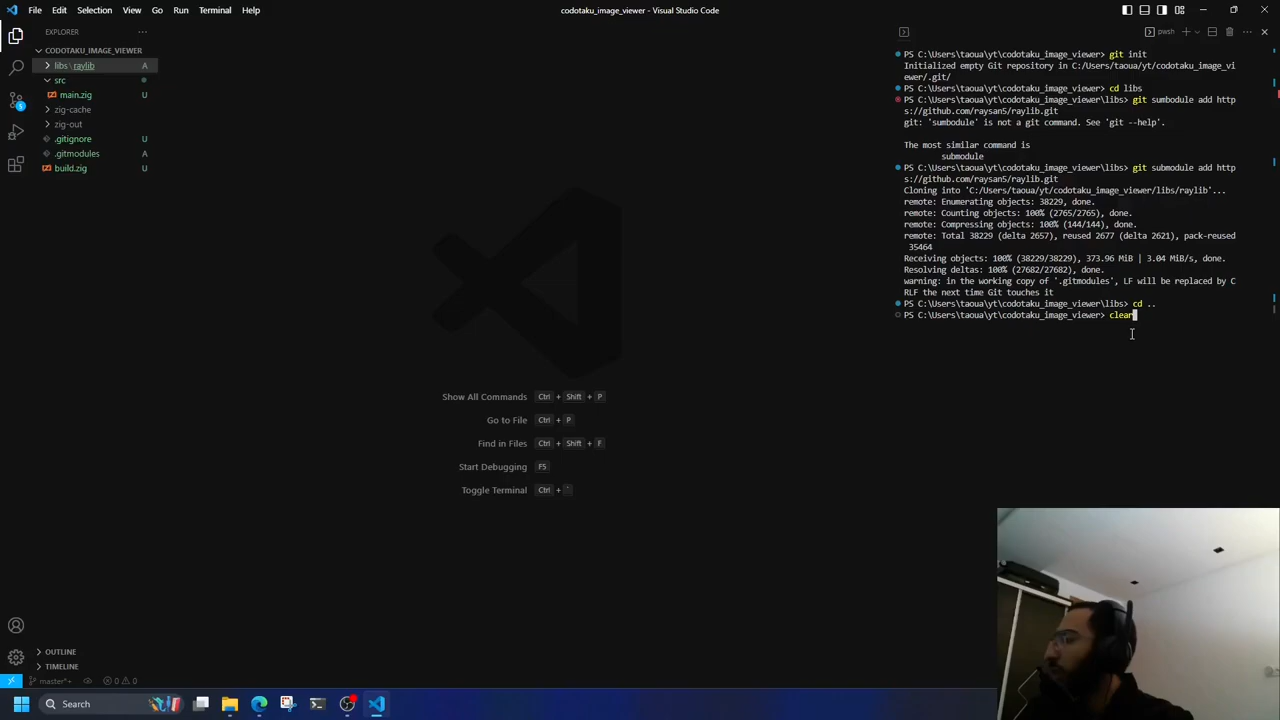 File Edit Selection View Go Run Terminal Help
codotaku_image_viewer - Visual Studio Code
EXPLORER
CODOTAKU_IMAGE_VIEWER
libs \ raylib A
src
main.zig U
zig-cache
zig-out
.gitignore U
.gitmodules A
build.zig U
5
Show All Commands Ctrl + Shift + P
Go to File Ctrl + P
Find in Files Ctrl + Shift + F
Start Debugging F5
Toggle Terminal Ctrl + `
pwsh
PS C:\Users\taoua\yt\codotaku_image_viewer> git init
Initialized empty Git repository in C:/Users/taoua/yt/codotaku_image_vi
ewer/.git/
PS C:\Users\taoua\yt\codotaku_image_viewer> cd libs
PS C:\Users\taoua\yt\codotaku_image_viewer\libs> git sumbodule add http
s://github.com/raysan5/raylib.git
git: 'sumbodule' is not a git command. See 'git --help'.
The most similar command is
submodule
PS C:\Users\taoua\yt\codotaku_image_viewer\libs> git submodule add http
s://github.com/raysan5/raylib.git
Cloning into 'C:/Users/taoua/yt/codotaku_image_viewer/libs/raylib'...
remote: Enumerating objects: 38229, done.
remote: Counting objects: 100% (2765/2765), done.
remote: Compressing objects: 100% (144/144), done.
remote: Total 38229 (delta 2657), reused 2677 (delta 2621), pack-reused
35464
Receiving objects: 100% (38229/38229), 373.96 MiB | 3.04 MiB/s, done.
Resolving deltas: 100% (27682/27682), done.
warning: in the working copy of '.gitmodules', LF will be replaced by C
RLF the next time Git touches it
PS C:\Users\taoua\yt\codotaku_image_viewer\libs> cd ..
PS C:\Users\taoua\yt\codotaku_image_viewer> clear
OUTLINE
TIMELINE
master*+ 0 0
Search